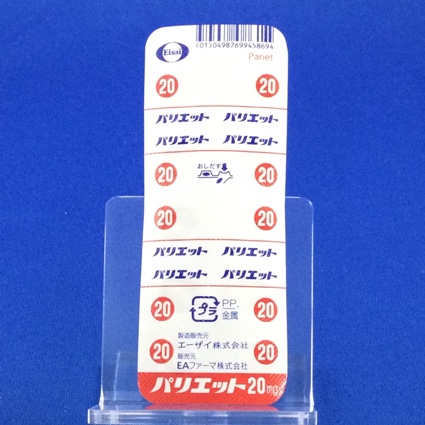 Eisai
(01)04987699458694
Pariet
20 20
パリエット パリエット
パリエット パリエット
20 おしだす 20
20 20
パリエット パリエット
パリエット パリエット
20 プラ PP, 金属 20
製造販売元
エーザイ株式会社
20 販売元 20
EAファーマ株式会社
パリエット20mg